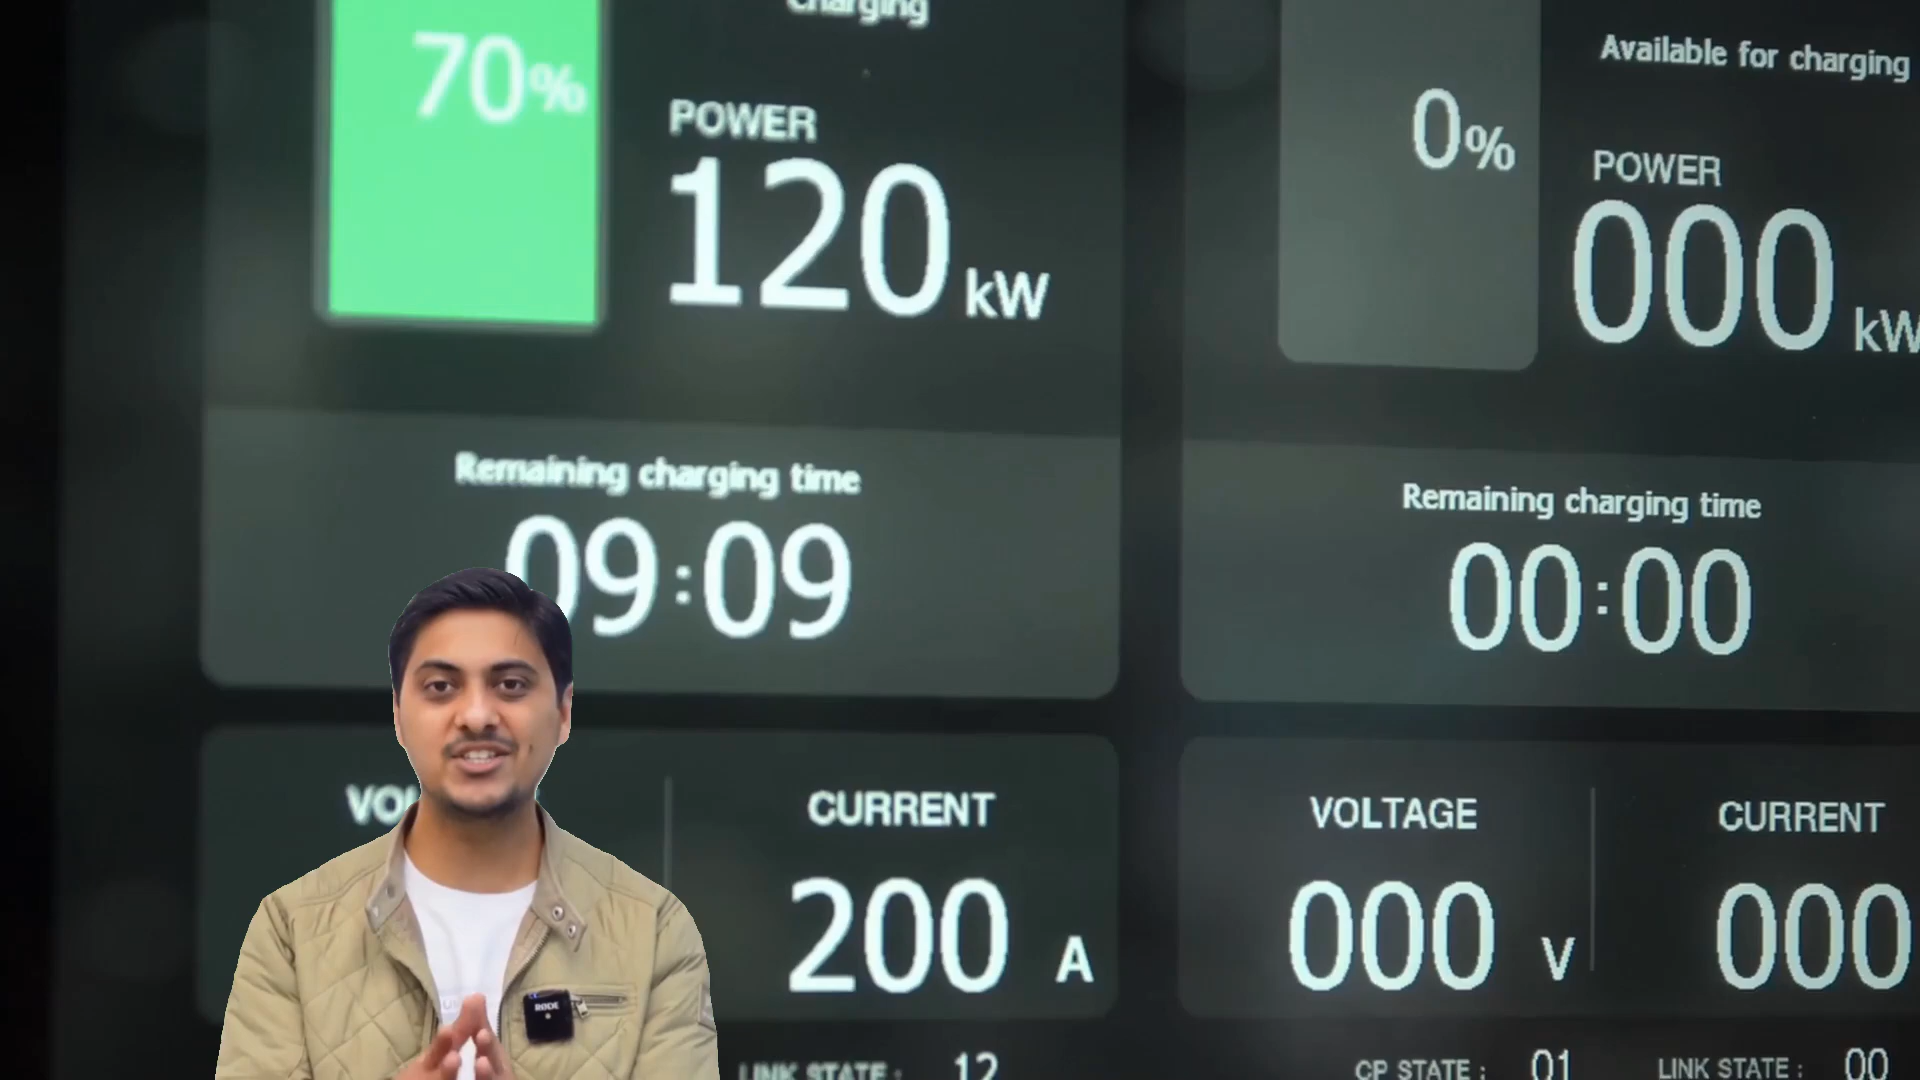 Charging
70%
POWER
120 kW
Remaining charging time
09:09
CURRENT
200 A
LINK STATE : 12
Available for charging
0%
POWER
000 kW
Remaining charging time
00:00
VOLTAGE
000 V
CURRENT
000
CP STATE : 01
LINK STATE : 00
RØDE